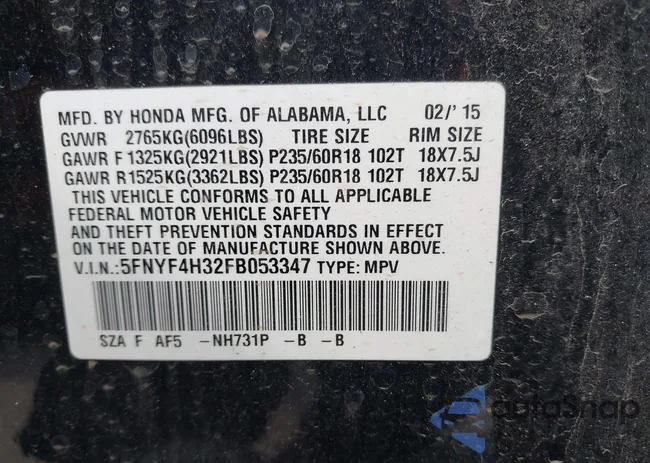 MFD. BY HONDA MFG. OF ALABAMA, LLC 02/'15
GVWR 2765KG(6096LBS) TIRE SIZE RIM SIZE
GAWR F 1325KG(2921LBS) P235/60R18 102T 18X7.5J
GAWR R 1525KG(3362LBS) P235/60R18 102T 18X7.5J
THIS VEHICLE CONFORMS TO ALL APPLICABLE
FEDERAL MOTOR VEHICLE SAFETY
AND THEFT PREVENTION STANDARDS IN EFFECT
ON THE DATE OF MANUFACTURE SHOWN ABOVE.
V.I.N.:5FNYF4H32FB053347 TYPE: MPV
SZA F AF5 -NH731P -B -B
autoSnap